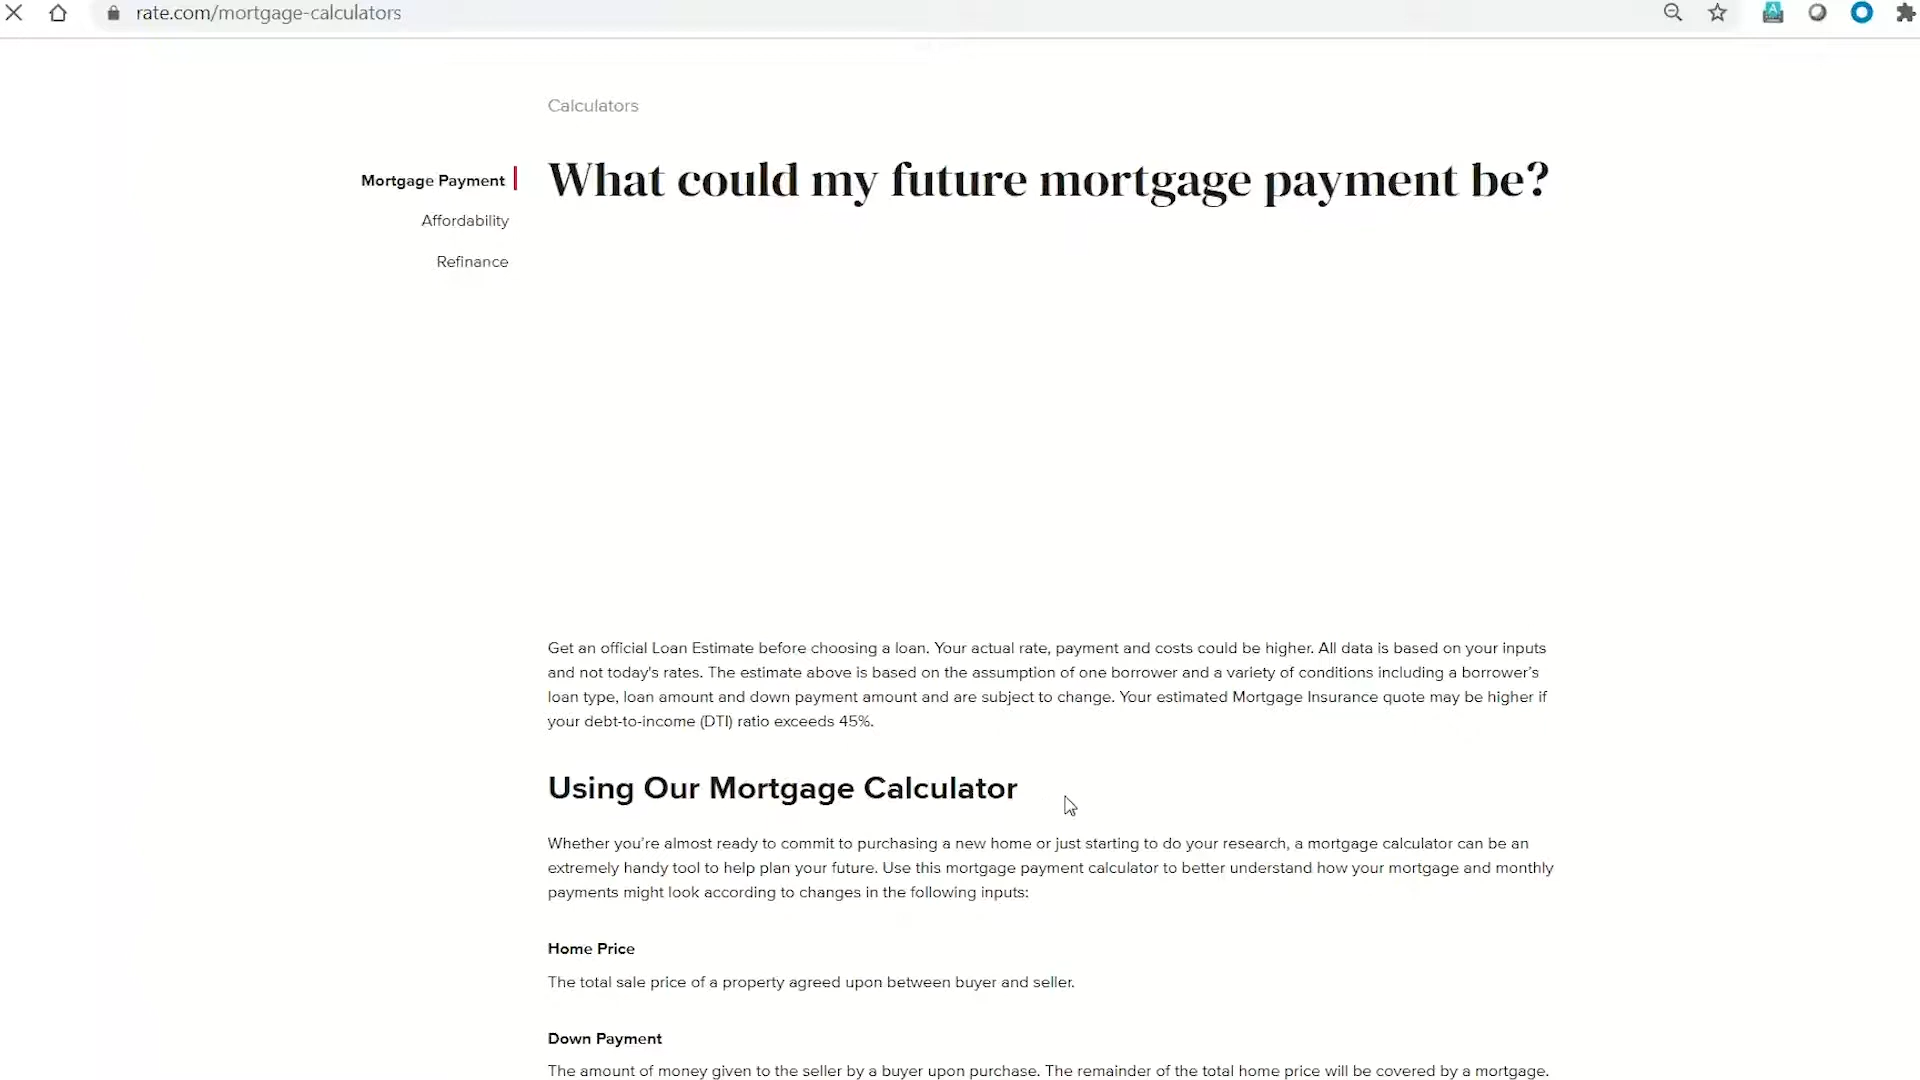 rate.com/mortgage-calculators
Calculators
What could my future mortgage payment be?
Mortgage Payment
Affordability
Refinance
Get an official Loan Estimate before choosing a loan. Your actual rate, payment and costs could be higher. All data is based on your inputs
and not today's rates. The estimate above is based on the assumption of one borrower and a variety of conditions including a borrower's
loan type, loan amount and down payment amount and are subject to change. Your estimated Mortgage Insurance quote may be higher if
your debt-to-income (DTI) ratio exceeds 45%.
Using Our Mortgage Calculator
Whether you're almost ready to commit to purchasing a new home or just starting to do your research, a mortgage calculator can be an
extremely handy tool to help plan your future. Use this mortgage payment calculator to better understand how your mortgage and monthly
payments might look according to changes in the following inputs:
Home Price
The total sale price of a property agreed upon between buyer and seller.
Down Payment
The amount of money given to the seller by a buyer upon purchase. The remainder of the total home price will be covered by a mortgage.